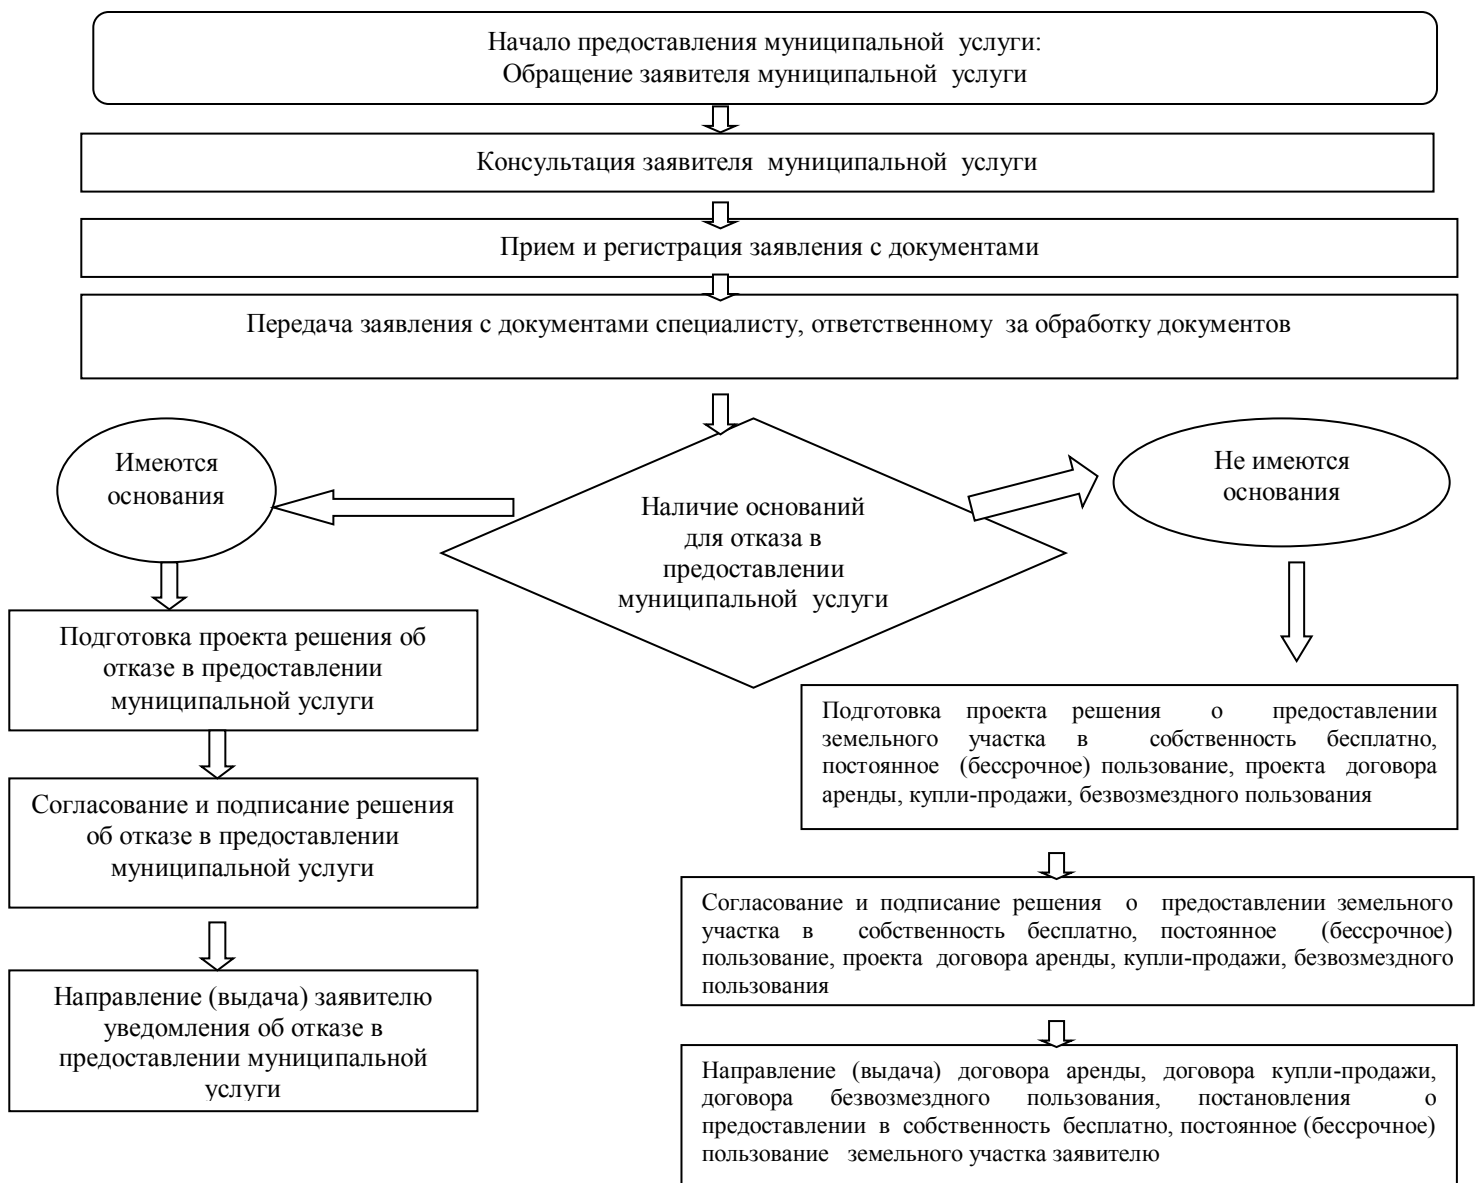 Начало предоставления муниципальной услуги:
Обращение заявителя муниципальной услуги
Консультация заявителя муниципальной услуги
Прием и регистрация заявления с документами
Передача заявления с документами специалисту, ответственному за обработку документов
Имеются
основания
Наличие оснований
для отказа в
предоставлении
муниципальной услуги
Не имеются
основания
Подготовка проекта решения об
отказе в предоставлении
муниципальной услуги
Согласование и подписание решения
об отказе в предоставлении
муниципальной услуги
Направление (выдача) заявителю
уведомления об отказе в
предоставлении муниципальной
услуги
Подготовка проекта решения о предоставлении
земельного участка в собственность бесплатно,
постоянное (бессрочное) пользование, проекта договора
аренды, купли-продажи, безвозмездного пользования
Согласование и подписание решения о предоставлении земельного
участка в собственность бесплатно, постоянное (бессрочное)
пользование, проекта договора аренды, купли-продажи, безвозмездного
пользования
Направление (выдача) договора аренды, договора купли-продажи,
договора безвозмездного пользования, постановления о
предоставлении в собственность бесплатно, постоянное (бессрочное)
пользование земельного участка заявителю